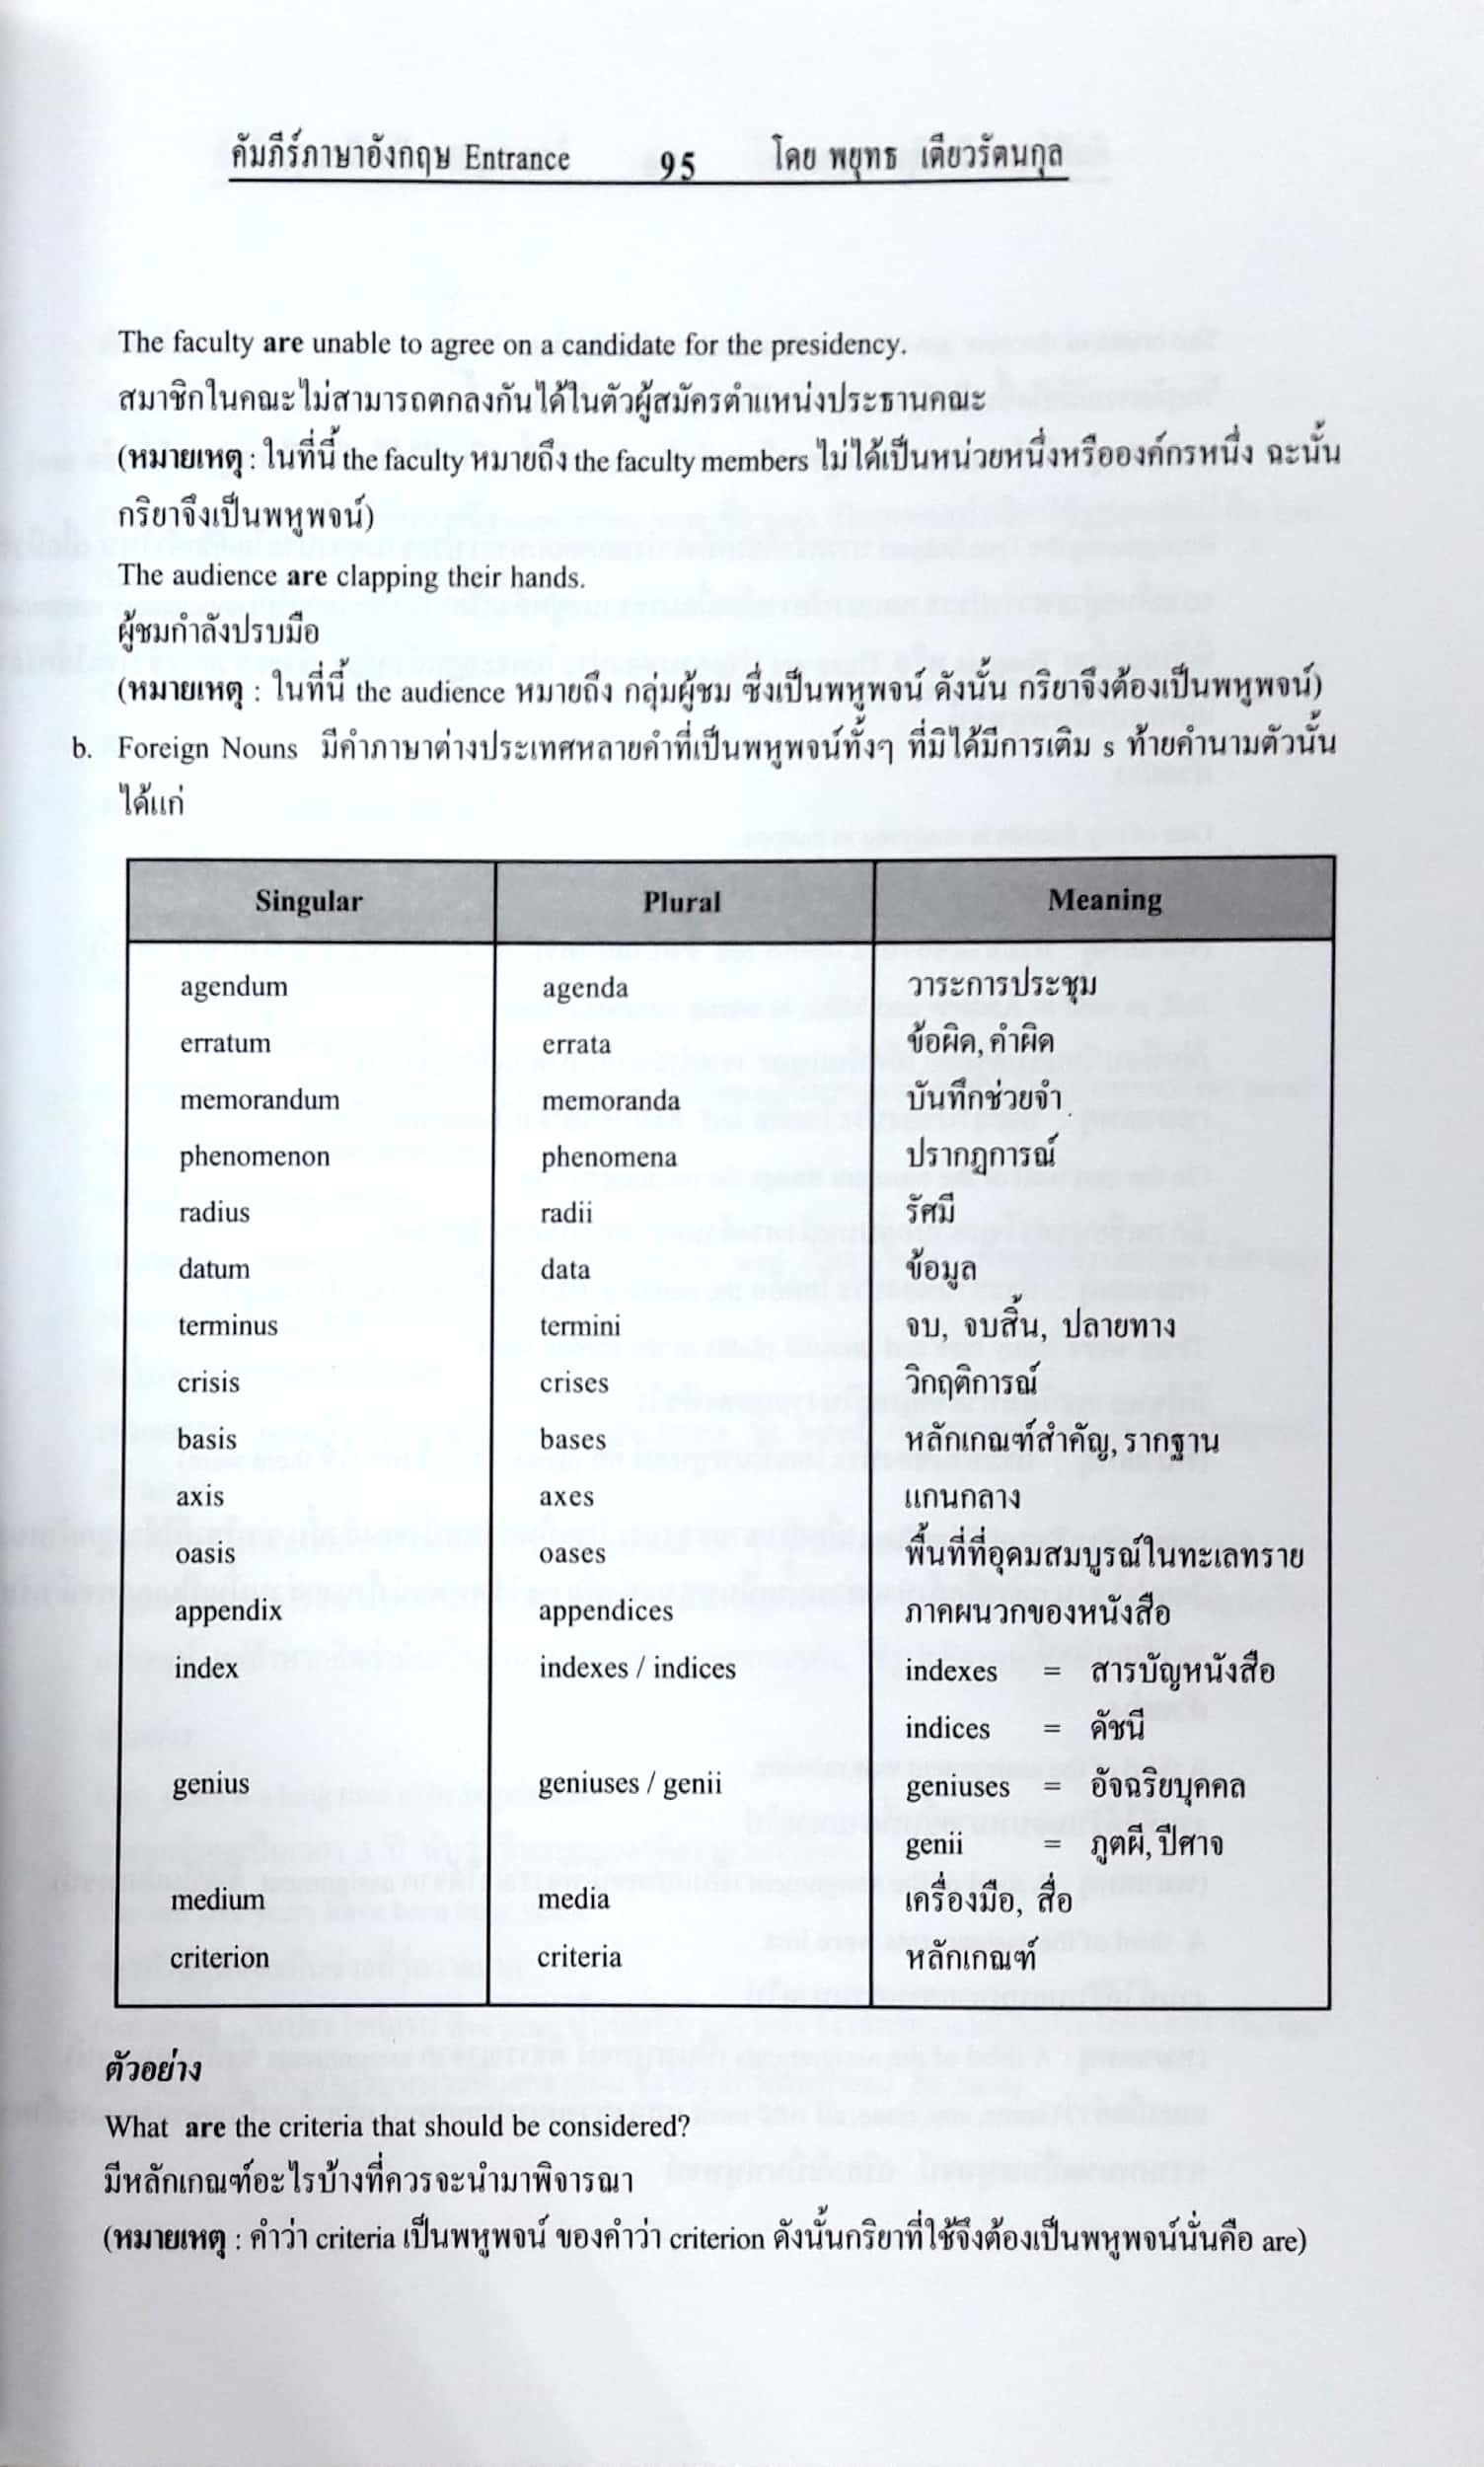 คัมภีร์ภาษาอังกฤษ Entrance 95 โดย พยุทธ เตียวรัตนกุล
The faculty are unable to agree on a candidate for the presidency.
สมาชิกในคณะไม่สามารถตกลงกันได้ในตัวผู้สมัครตำแหน่งประธานคณะ
(หมายเหตุ : ในที่นี้ the faculty หมายถึง the faculty members ไม่ได้เป็นหน่วยหนึ่งหรือองค์กรหนึ่ง ฉะนั้น
กริยาจึงเป็นพหูพจน์)
The audience are clapping their hands.
ผู้ชมกำลังปรบมือ
(หมายเหตุ : ในที่นี้ the audience หมายถึง กลุ่มผู้ชม ซึ่งเป็นพหูพจน์ ดังนั้น กริยาจึงต้องเป็นพหูพจน์)
b. Foreign Nouns มีคำภาษาต่างประเทศหลายคำที่เป็นพหูพจน์ทั้งๆ ที่มิได้มีการเติม s ท้ายคำนามตัวนั้น
ได้แก่
Singular Plural Meaning
agendum agenda วาระการประชุม
erratum errata ข้อผิด, คำผิด
memorandum memoranda บันทึกช่วยจำ
phenomenon phenomena ปรากฏการณ์
radius radii รัศมี
datum data ข้อมูล
terminus termini จบ, จบสิ้น, ปลายทาง
crisis crises วิกฤติการณ์
basis bases หลักเกณฑ์สำคัญ, รากฐาน
axis axes แกนกลาง
oasis oases พื้นที่ที่อุดมสมบูรณ์ในทะเลทราย
appendix appendices ภาคผนวกของหนังสือ
index indexes / indices indexes = สารบัญหนังสือ
indices = ดัชนี
genius geniuses / genii geniuses = อัจฉริยบุคคล
genii = ภูตผี, ปีศาจ
medium media เครื่องมือ, สื่อ
criterion criteria หลักเกณฑ์
ตัวอย่าง
What are the criteria that should be considered?
มีหลักเกณฑ์อะไรบ้างที่ควรจะนำมาพิจารณา
(หมายเหตุ : คำว่า criteria เป็นพหูพจน์ ของคำว่า criterion ดังนั้นกริยาที่ใช้จึงต้องเป็นพหูพจน์นั่นคือ are)